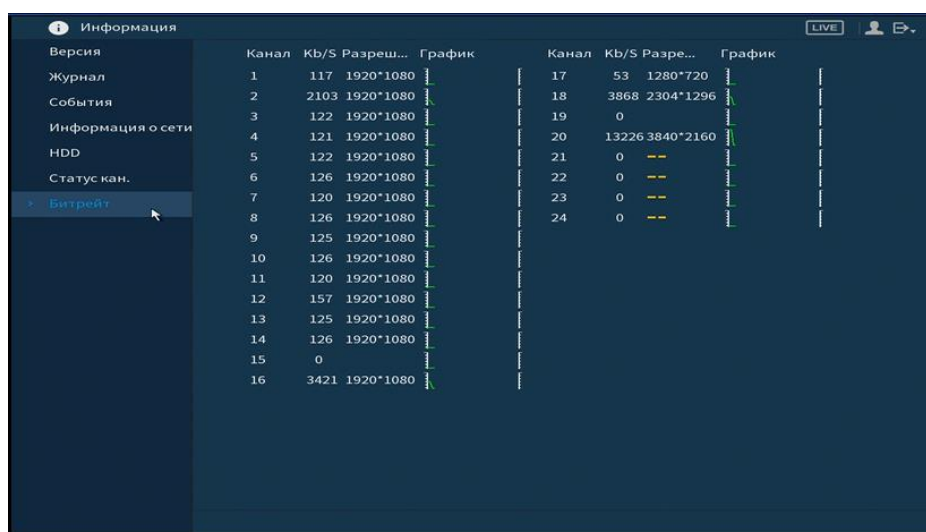 Информация
LIVE
Версия
Журнал
События
Информация о сети
HDD
Статус кан.
Битрейт
Канал Kb/S Разреш... График
1 117 1920*1080
2 2103 1920*1080
3 122 1920*1080
4 121 1920*1080
5 122 1920*1080
6 126 1920*1080
7 120 1920*1080
8 126 1920*1080
9 125 1920*1080
10 126 1920*1080
11 120 1920*1080
12 157 1920*1080
13 125 1920*1080
14 126 1920*1080
15 0
16 3421 1920*1080
Канал Kb/S Разре... График
17 53 1280*720
18 3868 2304*1296
19 0
20 13226 3840*2160
21 0 --
22 0 --
23 0 --
24 0 --